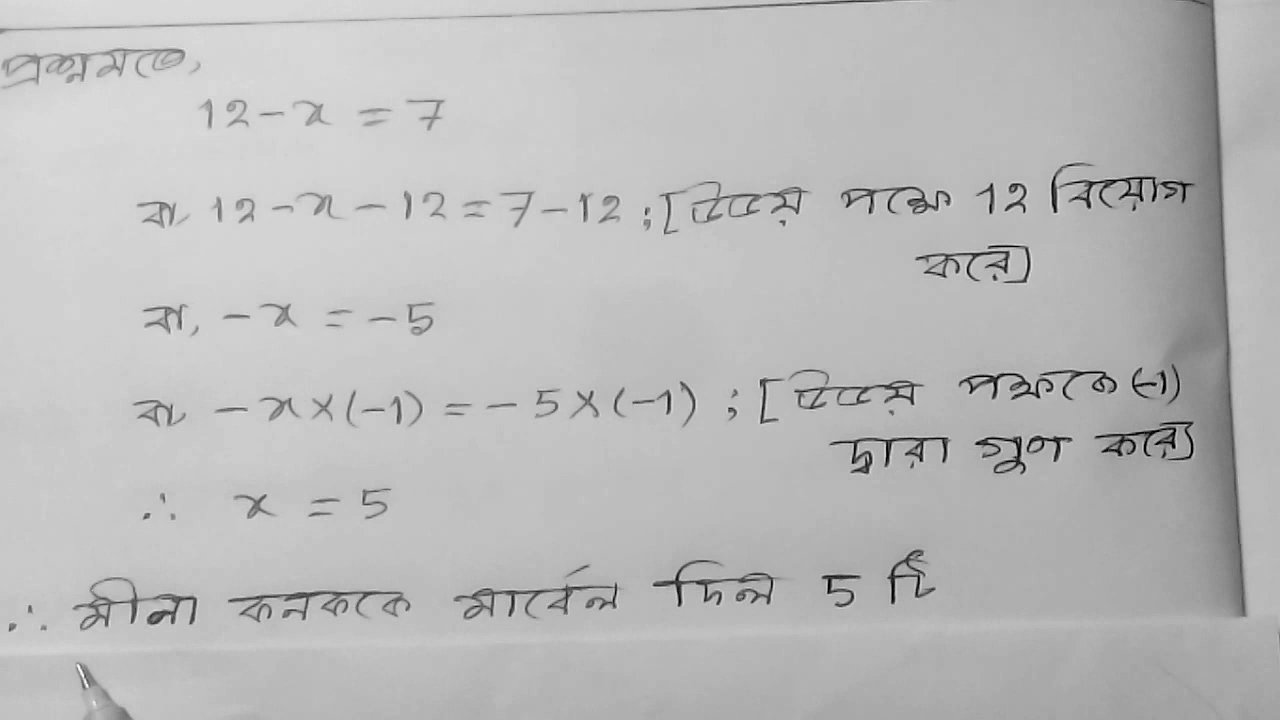 প্রশ্নমতে,
12 - x = 7
বা, 12 - x - 12 = 7 - 12 ; [উভয় পক্ষে 12 বিয়োগ
করে]
বা, - x = - 5
বা, - x × (-1) = - 5 × (-1) ; [উভয় পক্ষকে (-1)
দ্বারা গুণ করে]
∴ x = 5
∴ মীনা কনককে মার্বেল দিল 5 টি